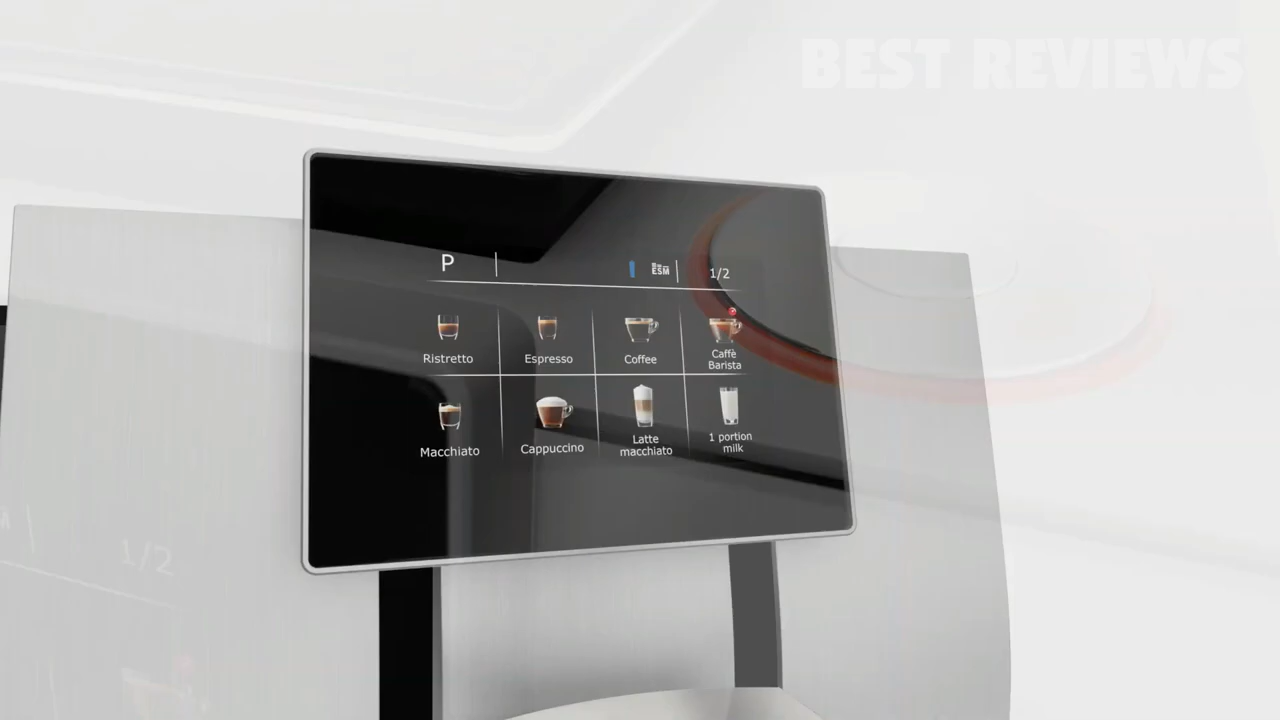 BEST REVIEWS
P
ESM
1/2
Ristretto
Espresso
Coffee
Caffè
Barista
Macchiato
Cappuccino
Latte
macchiato
1 portion
milk
1/2